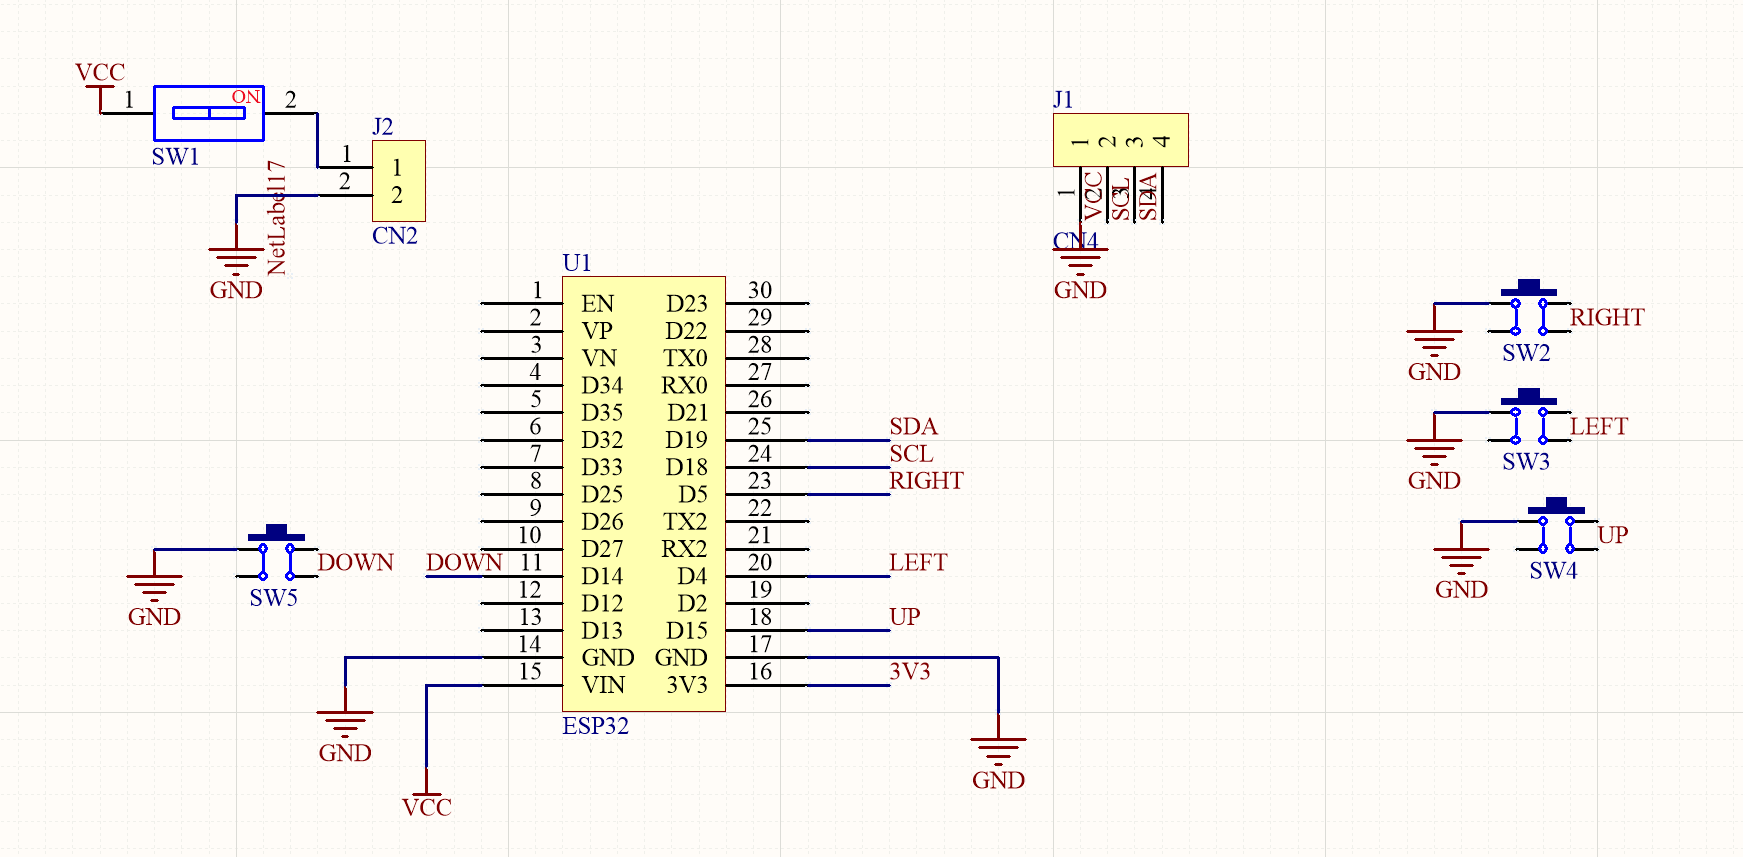 VCC
1
ON
2
SW1
J2
1
1
2
2
CN2
NetLabel17
GND
J1
1
2
3
4
1
2
3
4
VCC
SCL
SDA
CN4
GND
U1
1 EN D23 30
2 VP D22 29
3 VN TX0 28
4 D34 RX0 27
5 D35 D21 26
6 D32 D19 25 SDA
7 D33 D18 24 SCL
8 D25 D5 23 RIGHT
9 D26 TX2 22
10 D27 RX2 21
DOWN 11 D14 D4 20 LEFT
12 D12 D2 19
13 D13 D15 18 UP
14 GND GND 17
15 VIN 3V3 16 3V3
ESP32
GND
VCC
GND
DOWN
SW5
GND
RIGHT
SW2
GND
LEFT
SW3
GND
UP
SW4
GND